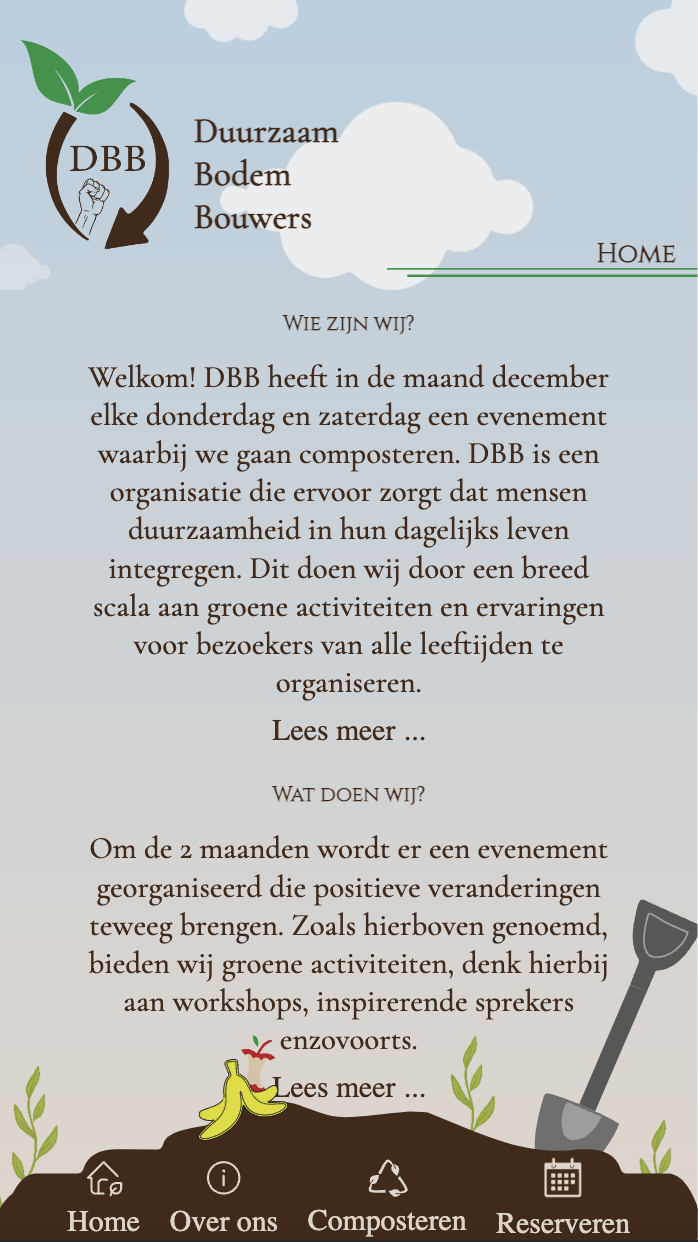 DBB
Duurzaam
Bodem
Bouwers
Home
Wie zijn wij?
Welkom! DBB heeft in de maand december
elke donderdag en zaterdag een evenement
waarbij we gaan composteren. DBB is een
organisatie die ervoor zorgt dat mensen
duurzaamheid in hun dagelijks leven
integregen. Dit doen wij door een breed
scala aan groene activiteiten en ervaringen
voor bezoekers van alle leeftijden te
organiseren.
Lees meer ...
Wat doen wij?
Om de 2 maanden wordt er een evenement
georganiseerd die positieve veranderingen
teweeg brengen. Zoals hierboven genoemd,
bieden wij groene activiteiten, denk hierbij
aan workshops, inspirerende sprekers
enzovoorts.
Lees meer ...
Home Over ons Composteren Reserveren